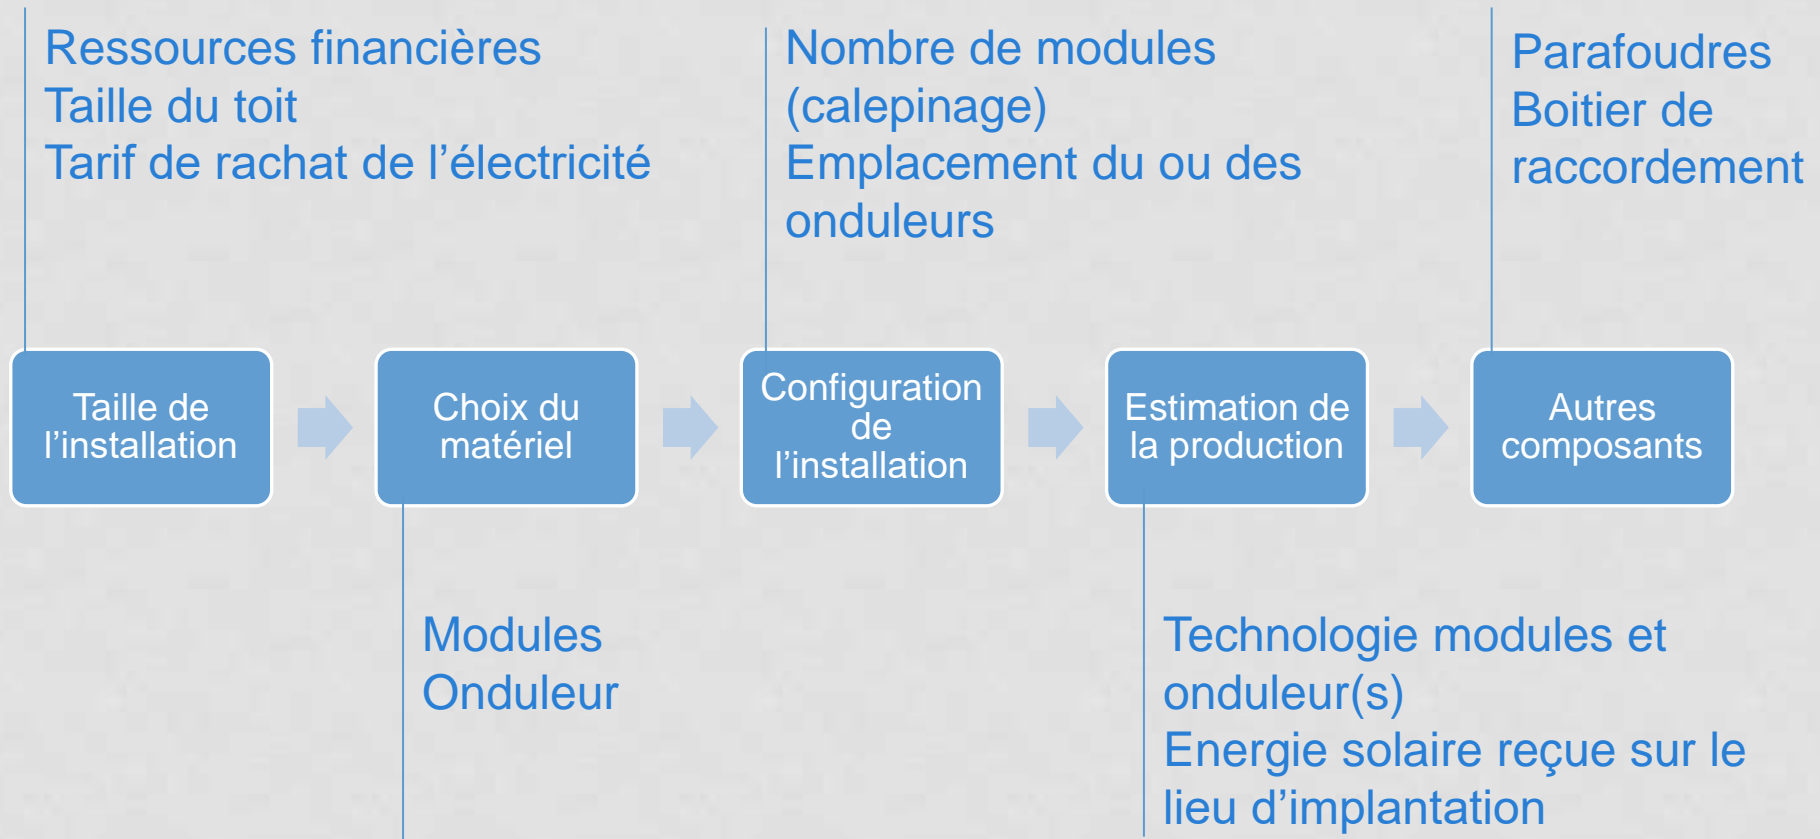 Ressources financières
Taille du toit
Tarif de rachat de l’électricité
Nombre de modules
(calepinage)
Emplacement du ou des
onduleurs
Parafoudres
Boitier de
raccordement
Taille de
l’installation
Choix du
matériel
Configuration
de
l’installation
Estimation de
la production
Autres
composants
Modules
Onduleur
Technologie modules et
onduleur(s)
Energie solaire reçue sur le
lieu d’implantation